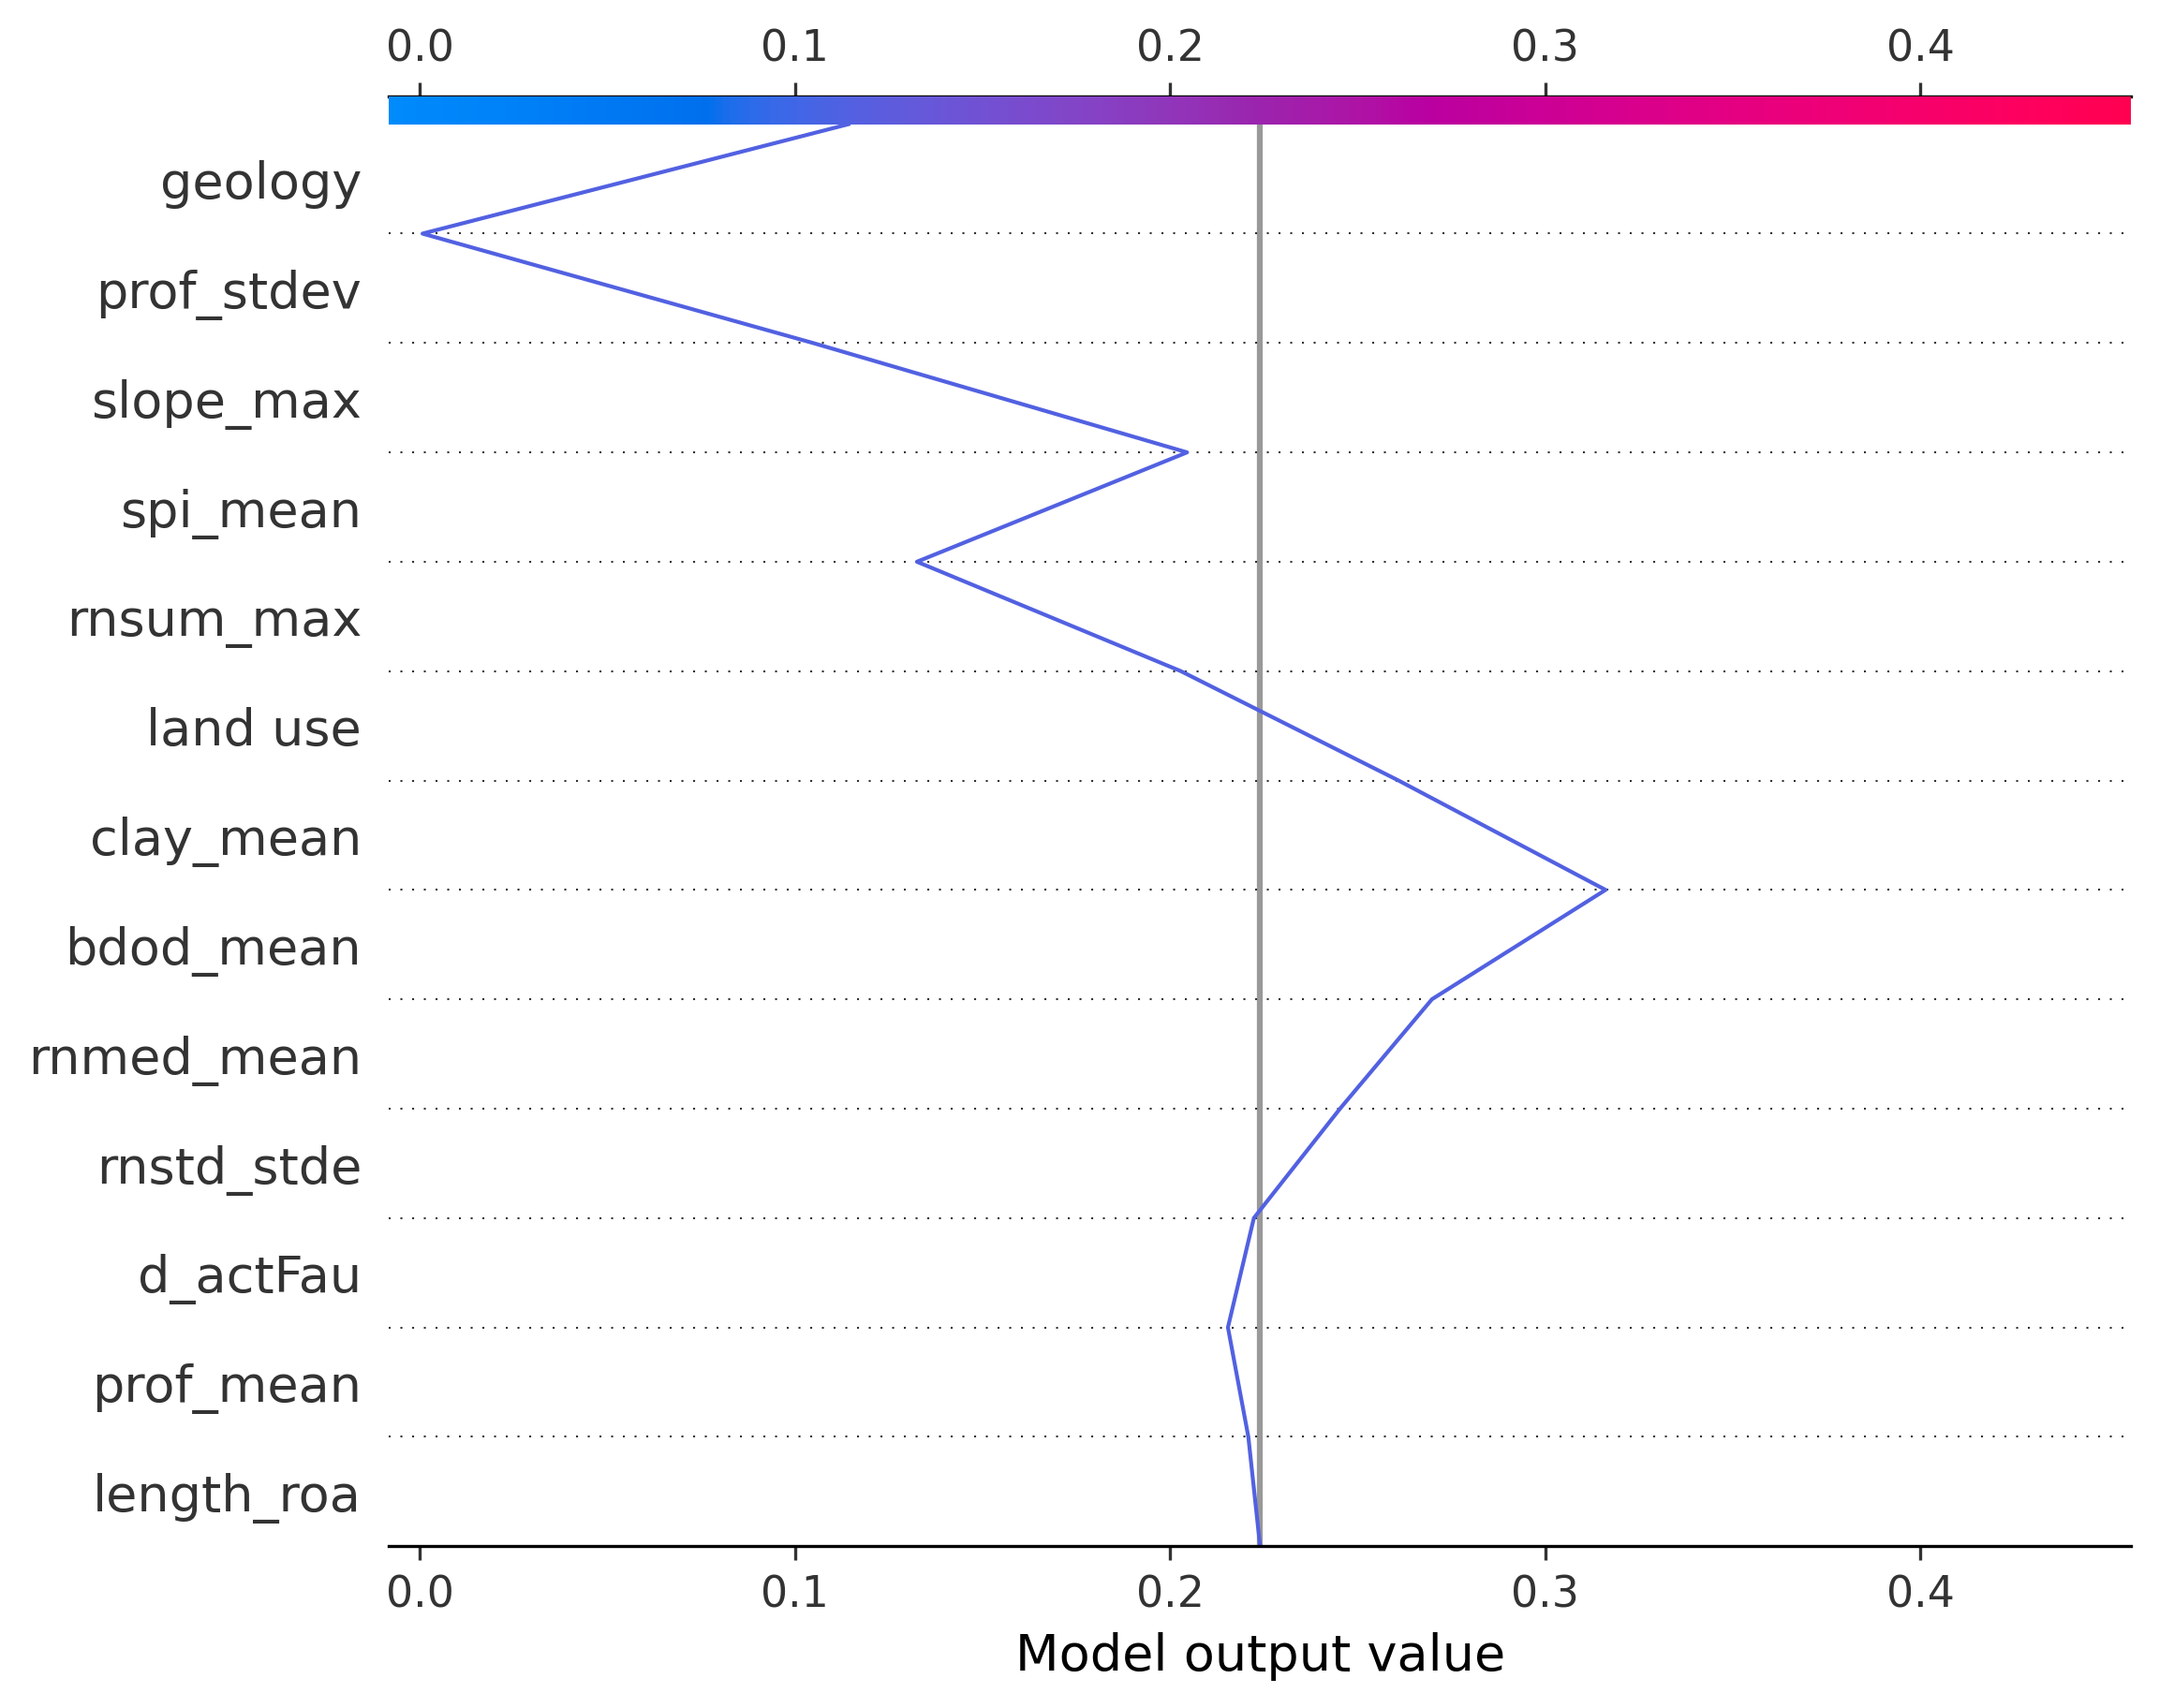 0.0 0.1 0.2 0.3 0.4
geology
prof_stdev
slope_max
spi_mean
rnsum_max
land use
clay_mean
bdod_mean
rnmed_mean
rnstd_stde
d_actFau
prof_mean
length_roa
0.0 0.1 0.2 0.3 0.4
Model output value